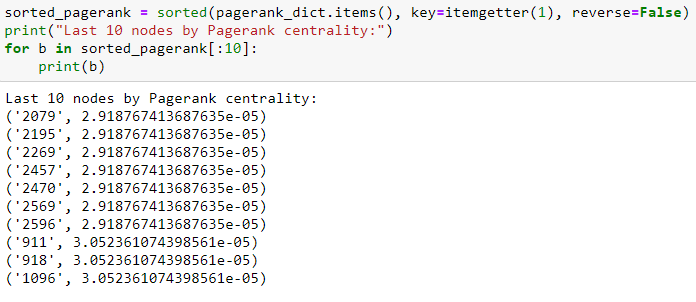 sorted_pagerank = sorted(pagerank_dict.items(), key=itemgetter(1), reverse=False)
print("Last 10 nodes by Pagerank centrality:")
for b in sorted_pagerank[:10]:
    print(b)
Last 10 nodes by Pagerank centrality:
('2079', 2.918767413687635e-05)
('2195', 2.918767413687635e-05)
('2269', 2.918767413687635e-05)
('2457', 2.918767413687635e-05)
('2470', 2.918767413687635e-05)
('2569', 2.918767413687635e-05)
('2596', 2.918767413687635e-05)
('911', 3.052361074398561e-05)
('918', 3.052361074398561e-05)
('1096', 3.052361074398561e-05)